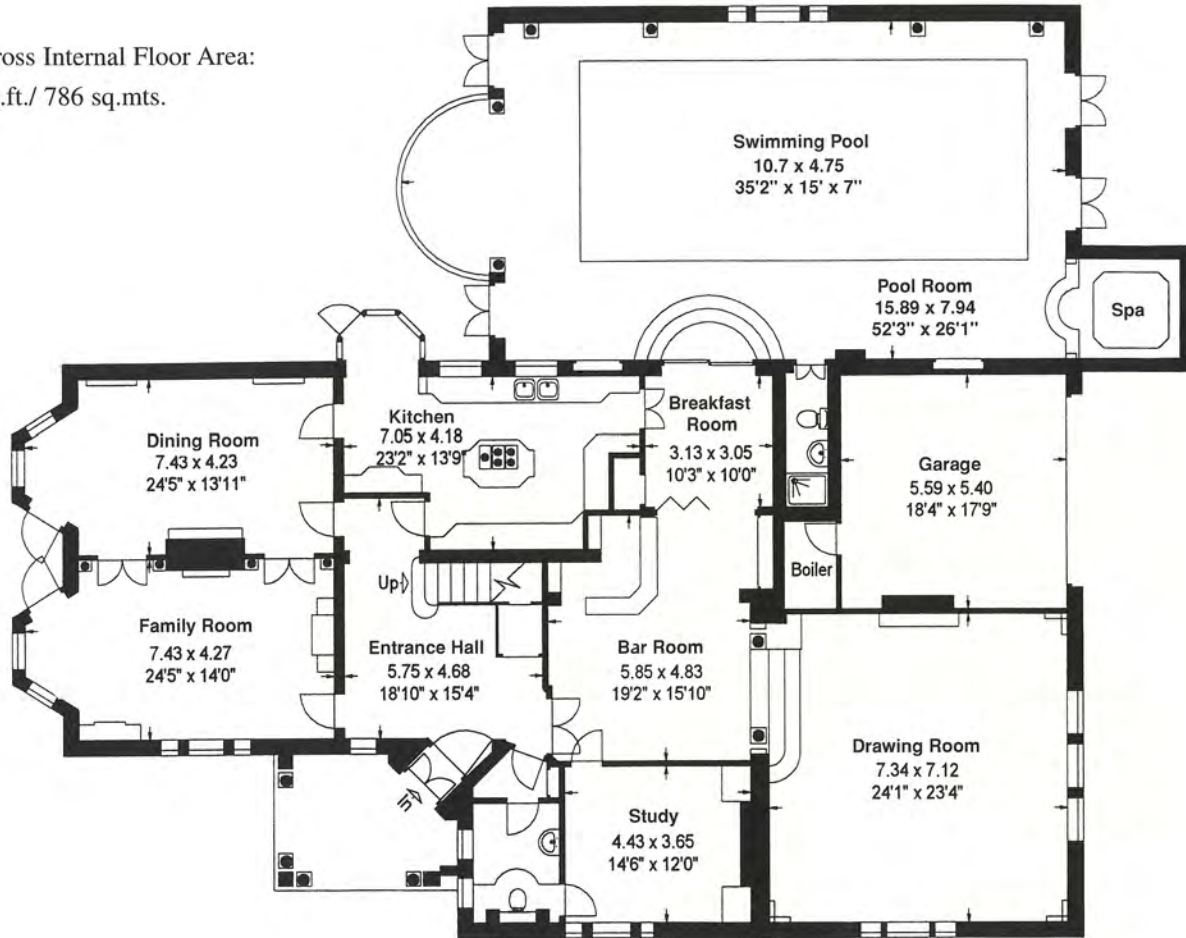 ross Internal Floor Area:
.ft./ 786 sq.mts.
Swimming Pool
10.7 x 4.75
35'2" x 15' x 7"
Pool Room
15.89 x 7.94
52'3" x 26'1"
Spa
Kitchen
7.05 x 4.18
23'2" x 13'9"
Breakfast
Room
3.13 x 3.05
10'3" x 10'0"
Dining Room
7.43 x 4.23
24'5" x 13'11"
Garage
5.59 x 5.40
18'4" x 17'9"
Boiler
Up
Family Room
7.43 x 4.27
24'5" x 14'0"
Entrance Hall
5.75 x 4.68
18'10" x 15'4"
Bar Room
5.85 x 4.83
19'2" x 15'10"
Drawing Room
7.34 x 7.12
24'1" x 23'4"
In
Study
4.43 x 3.65
14'6" x 12'0"